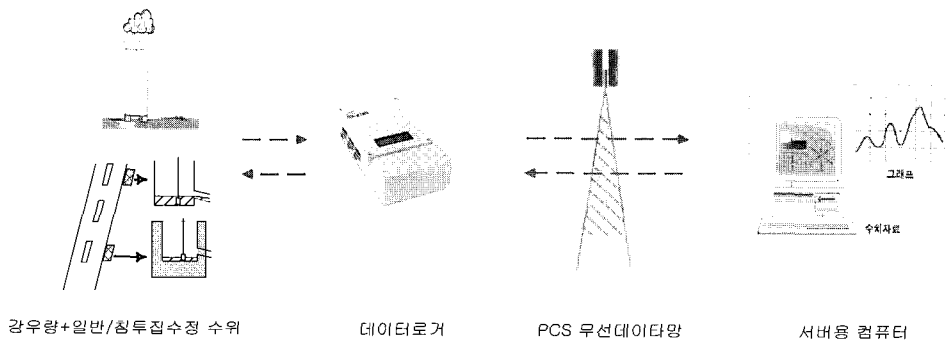 그래프
수치자료
강우량+일반/침투집수정 수위
데이터로거
PCS 무선데이타망
서버용 컴퓨터